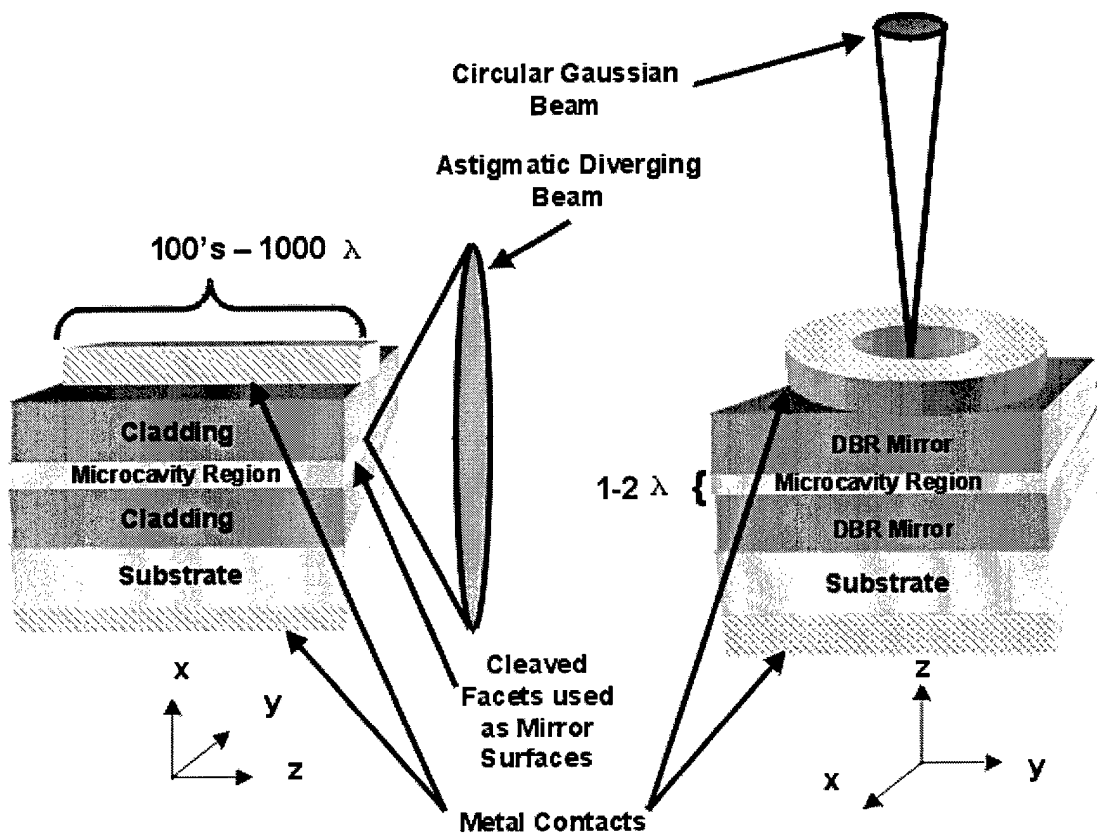 Circular Gaussian
Beam
Astigmatic Diverging
Beam
100's – 1000 λ
Cladding
Microcavity Region
Cladding
Substrate
DBR Mirror
1-2 λ {
Microcavity Region
DBR Mirror
Substrate
Cleaved
Facets used
as Mirror
Surfaces
x
y
z
z
y
x
Metal Contacts